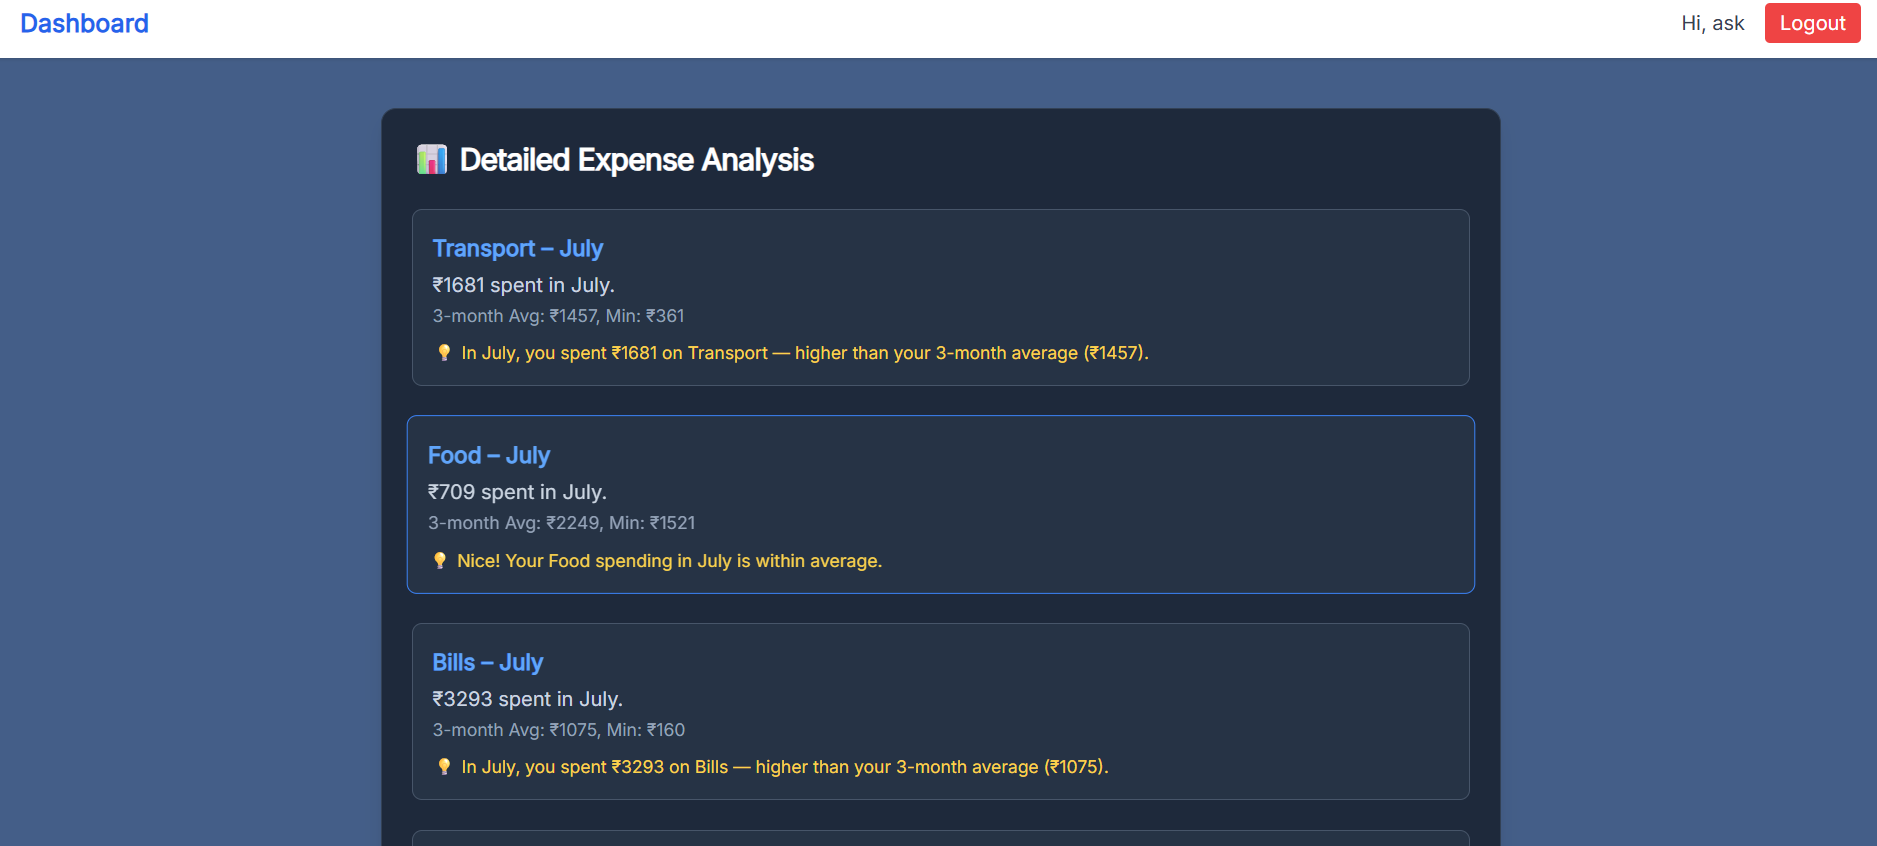 Dashboard
Hi, ask
Logout
📊 Detailed Expense Analysis
Transport – July
₹1681 spent in July.
3-month Avg: ₹1457, Min: ₹361
💡 In July, you spent ₹1681 on Transport — higher than your 3-month average (₹1457).
Food – July
₹709 spent in July.
3-month Avg: ₹2249, Min: ₹1521
💡 Nice! Your Food spending in July is within average.
Bills – July
₹3293 spent in July.
3-month Avg: ₹1075, Min: ₹160
💡 In July, you spent ₹3293 on Bills — higher than your 3-month average (₹1075).